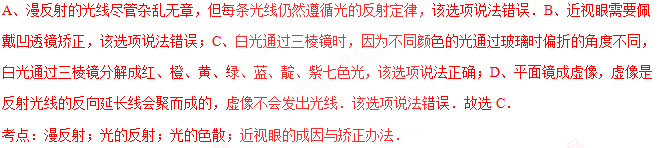 A、漫反射的光线尽管杂乱无章，但每条光线仍然遵循光的反射定律，该选项说法错误．B、近视眼需要佩
戴凹透镜矫正，该选项说法错误；C、白光通过三棱镜时，因为不同颜色的光通过玻璃时偏折的角度不同，
白光通过三棱镜分解成红、橙、黄、绿、蓝、靛、紫七色光，该选项说法正确；D、平面镜成虚像，虚像是
反射光线的反向延长线会聚而成的，虚像不会发出光线．该选项说法错误．故选 C．
考点：漫反射；光的反射；光的色散；近视眼的成因与矫正办法．